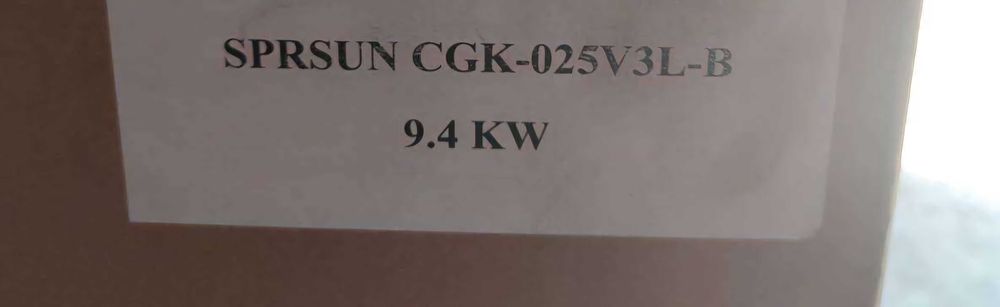 SPRSUN CGK-025V3L-B
9.4 KW